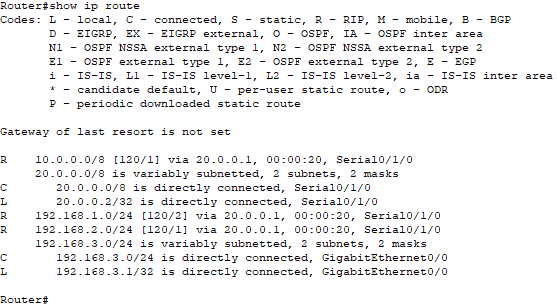 Router#show ip route
Codes: L - local, C - connected, S - static, R - RIP, M - mobile, B - BGP
       D - EIGRP, EX - EIGRP external, O - OSPF, IA - OSPF inter area
       N1 - OSPF NSSA external type 1, N2 - OSPF NSSA external type 2
       E1 - OSPF external type 1, E2 - OSPF external type 2, E - EGP
       i - IS-IS, L1 - IS-IS level-1, L2 - IS-IS level-2, ia - IS-IS inter area
       * - candidate default, U - per-user static route, o - ODR
       P - periodic downloaded static route

Gateway of last resort is not set

R    10.0.0.0/8 [120/1] via 20.0.0.1, 00:00:20, Serial0/1/0
     20.0.0.0/8 is variably subnetted, 2 subnets, 2 masks
C       20.0.0.0/8 is directly connected, Serial0/1/0
L       20.0.0.2/32 is directly connected, Serial0/1/0
R    192.168.1.0/24 [120/2] via 20.0.0.1, 00:00:20, Serial0/1/0
R    192.168.2.0/24 [120/1] via 20.0.0.1, 00:00:20, Serial0/1/0
     192.168.3.0/24 is variably subnetted, 2 subnets, 2 masks
C       192.168.3.0/24 is directly connected, GigabitEthernet0/0
L       192.168.3.1/32 is directly connected, GigabitEthernet0/0

Router#